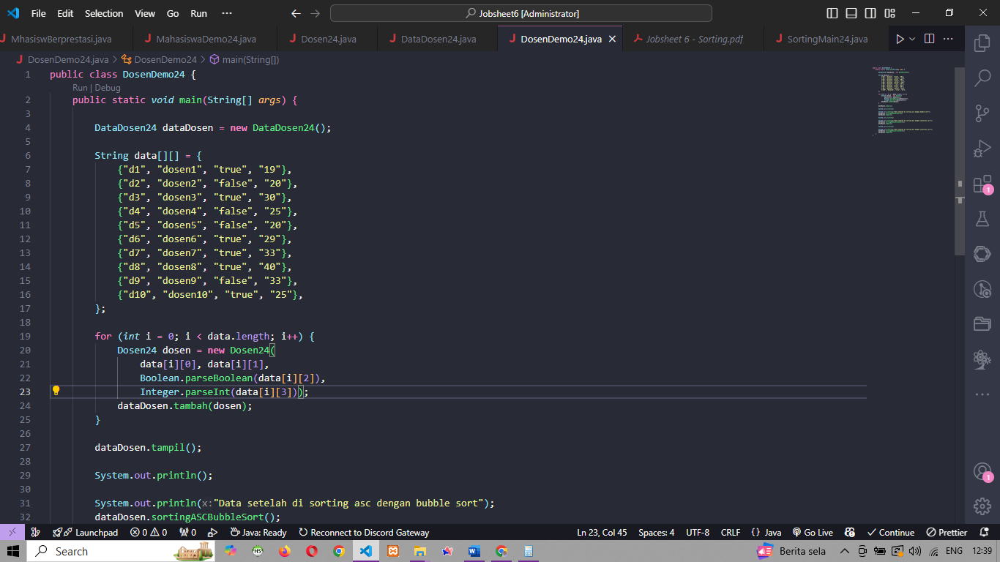 File Edit Selection View Go Run ··· Jobsheet6 [Administrator]
MhasiswBerprestasi.java MahasiswaDemo24.java Dosen24.java DataDosen24.java DosenDemo24.java Jobsheet 6 - Sorting.pdf SortingMain24.java
DosenDemo24.java > DosenDemo24 > main(String[])
1 public class DosenDemo24 {
Run | Debug
2 public static void main(String[] args) {
3
4 DataDosen24 dataDosen = new DataDosen24();
5
6 String data[][] = {
7 {"d1", "dosen1", "true", "19"},
8 {"d2", "dosen2", "false", "20"},
9 {"d3", "dosen3", "true", "30"},
10 {"d4", "dosen4", "false", "25"},
11 {"d5", "dosen5", "false", "20"},
12 {"d6", "dosen6", "true", "29"},
13 {"d7", "dosen7", "true", "33"},
14 {"d8", "dosen8", "true", "40"},
15 {"d9", "dosen9", "false", "33"},
16 {"d10", "dosen10", "true", "25"},
17 };
18
19 for (int i = 0; i < data.length; i++) {
20 Dosen24 dosen = new Dosen24(
21 data[i][0], data[i][1],
22 Boolean.parseBoolean(data[i][2]),
23 Integer.parseInt(data[i][3]));
24 dataDosen.tambah(dosen);
25 }
26
27 dataDosen.tampil();
28
29 System.out.println();
30
31 System.out.println(x:"Data setelah di sorting asc dengan bubble sort");
32 dataDosen.sortingASCBubbleSort();
1
1
Launchpad 0 0 0 Java: Ready Reconnect to Discord Gateway Ln 23, Col 45 Spaces: 4 UTF-8 CRLF {} Java Go Live Continue Prettier
Search Berita sela ENG 12:39